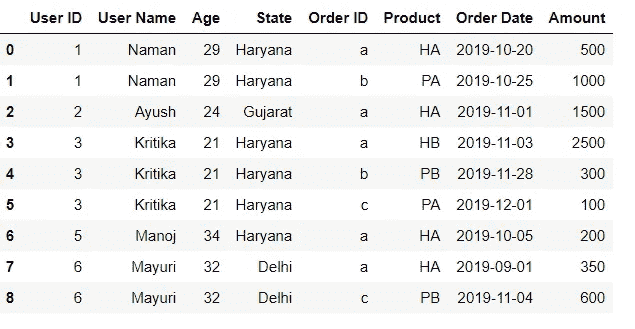 User ID User Name Age State Order ID Product Order Date Amount
0 1 Naman 29 Haryana a HA 2019-10-20 500
1 1 Naman 29 Haryana b PA 2019-10-25 1000
2 2 Ayush 24 Gujarat a HA 2019-11-01 1500
3 3 Kritika 21 Haryana a HB 2019-11-03 2500
4 3 Kritika 21 Haryana b PB 2019-11-28 300
5 3 Kritika 21 Haryana c PA 2019-12-01 100
6 5 Manoj 34 Haryana a HA 2019-10-05 200
7 6 Mayuri 32 Delhi a HA 2019-09-01 350
8 6 Mayuri 32 Delhi c PB 2019-11-04 600